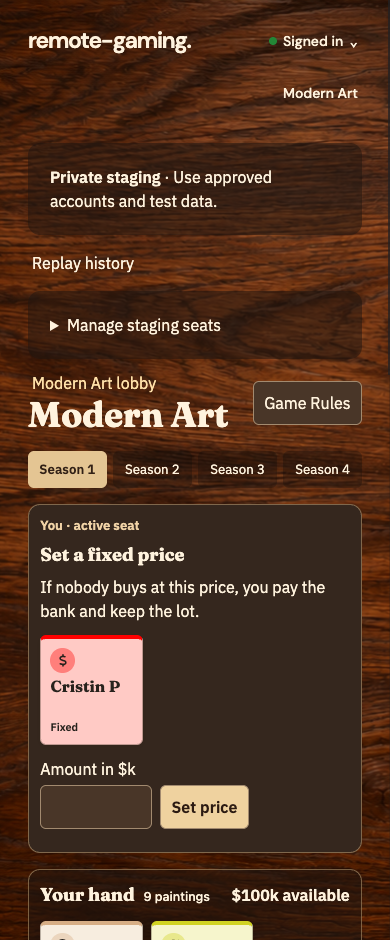 remote-gaming.
Signed in
Modern Art
Private staging · Use approved
accounts and test data.
Replay history
Manage staging seats
Modern Art lobby
Modern Art
Game Rules
Season 1
Season 2
Season 3
Season 4
You · active seat
Set a fixed price
If nobody buys at this price, you pay the
bank and keep the lot.
$
Cristin P
Fixed
Amount in $k
Set price
Your hand 9 paintings $100k available